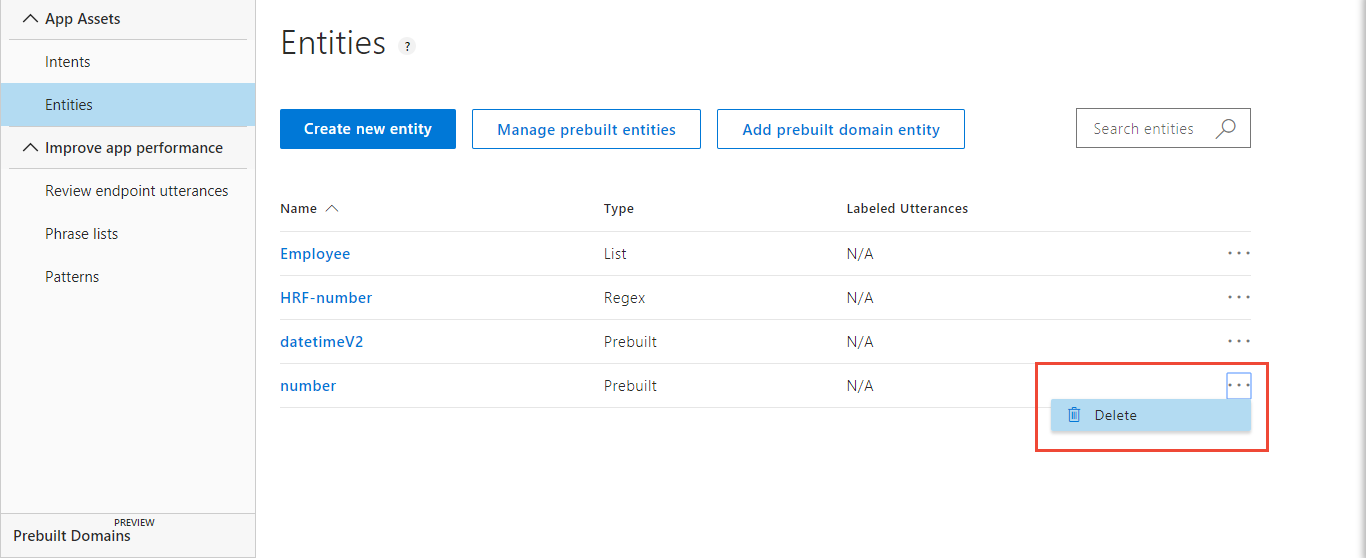 App Assets
Intents
Entities
Improve app performance
Review endpoint utterances
Phrase lists
Patterns
PREVIEW
Prebuilt Domains
Entities ?
Create new entity Manage prebuilt entities Add prebuilt domain entity Search entities
Name Type Labeled Utterances
Employee List N/A ...
HRF-number Regex N/A ...
datetimeV2 Prebuilt N/A ...
number Prebuilt N/A ...
Delete